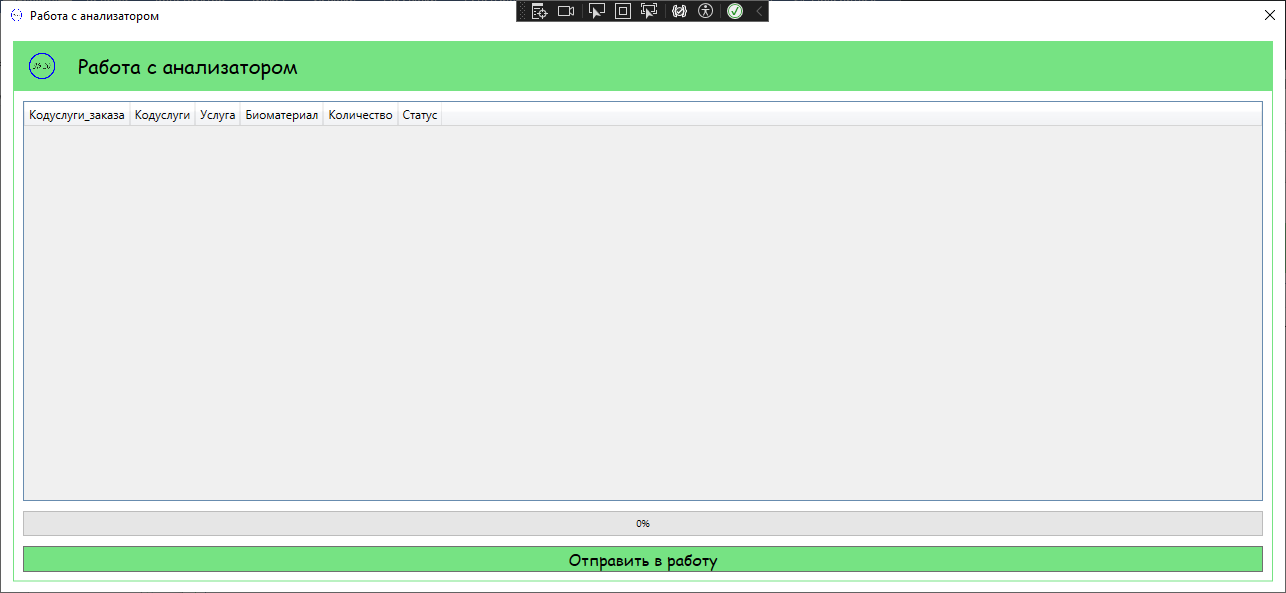 Работа с анализатором
Работа с анализатором
Кодуслуги_заказа Кодуслуги Услуга Биоматериал Количество Статус
0%
Отправить в работу